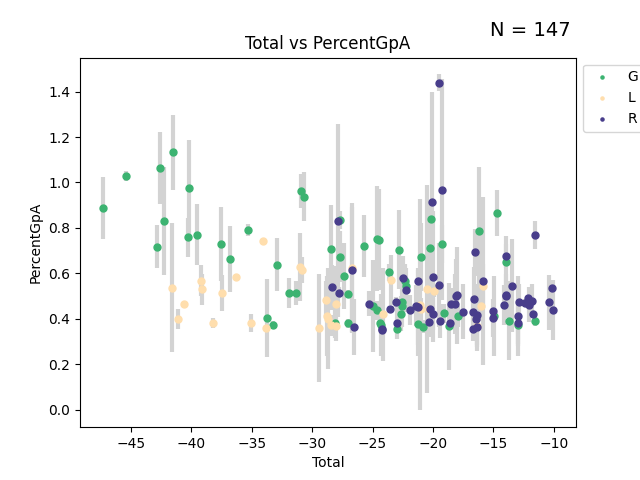 N = 147
Total vs PercentGpA
G
L
R
PercentGpA
1.4
1.2
1.0
0.8
0.6
0.4
0.2
0.0
−45 −40 −35 −30 −25 −20 −15 −10
Total